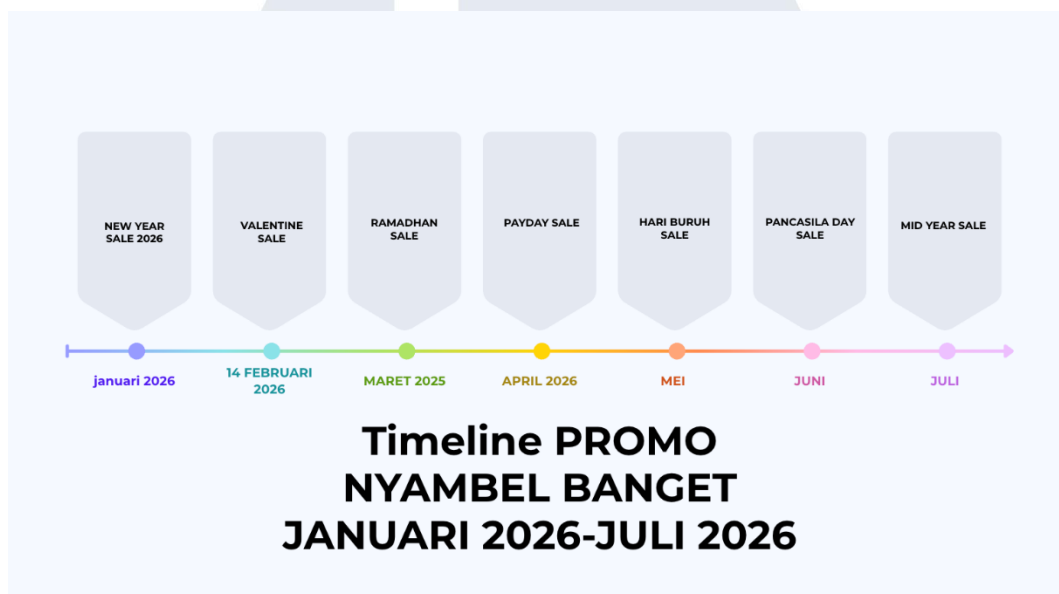 NEW YEAR
SALE 2026
VALENTINE
SALE
RAMADHAN
SALE
PAYDAY SALE
HARI BURUH
SALE
PANCASILA DAY
SALE
MID YEAR SALE
januari 2026
14 FEBRUARI
2026
MARET 2025
APRIL 2026
MEI
JUNI
JULI
Timeline PROMO
NYAMBEL BANGET
JANUARI 2026-JULI 2026